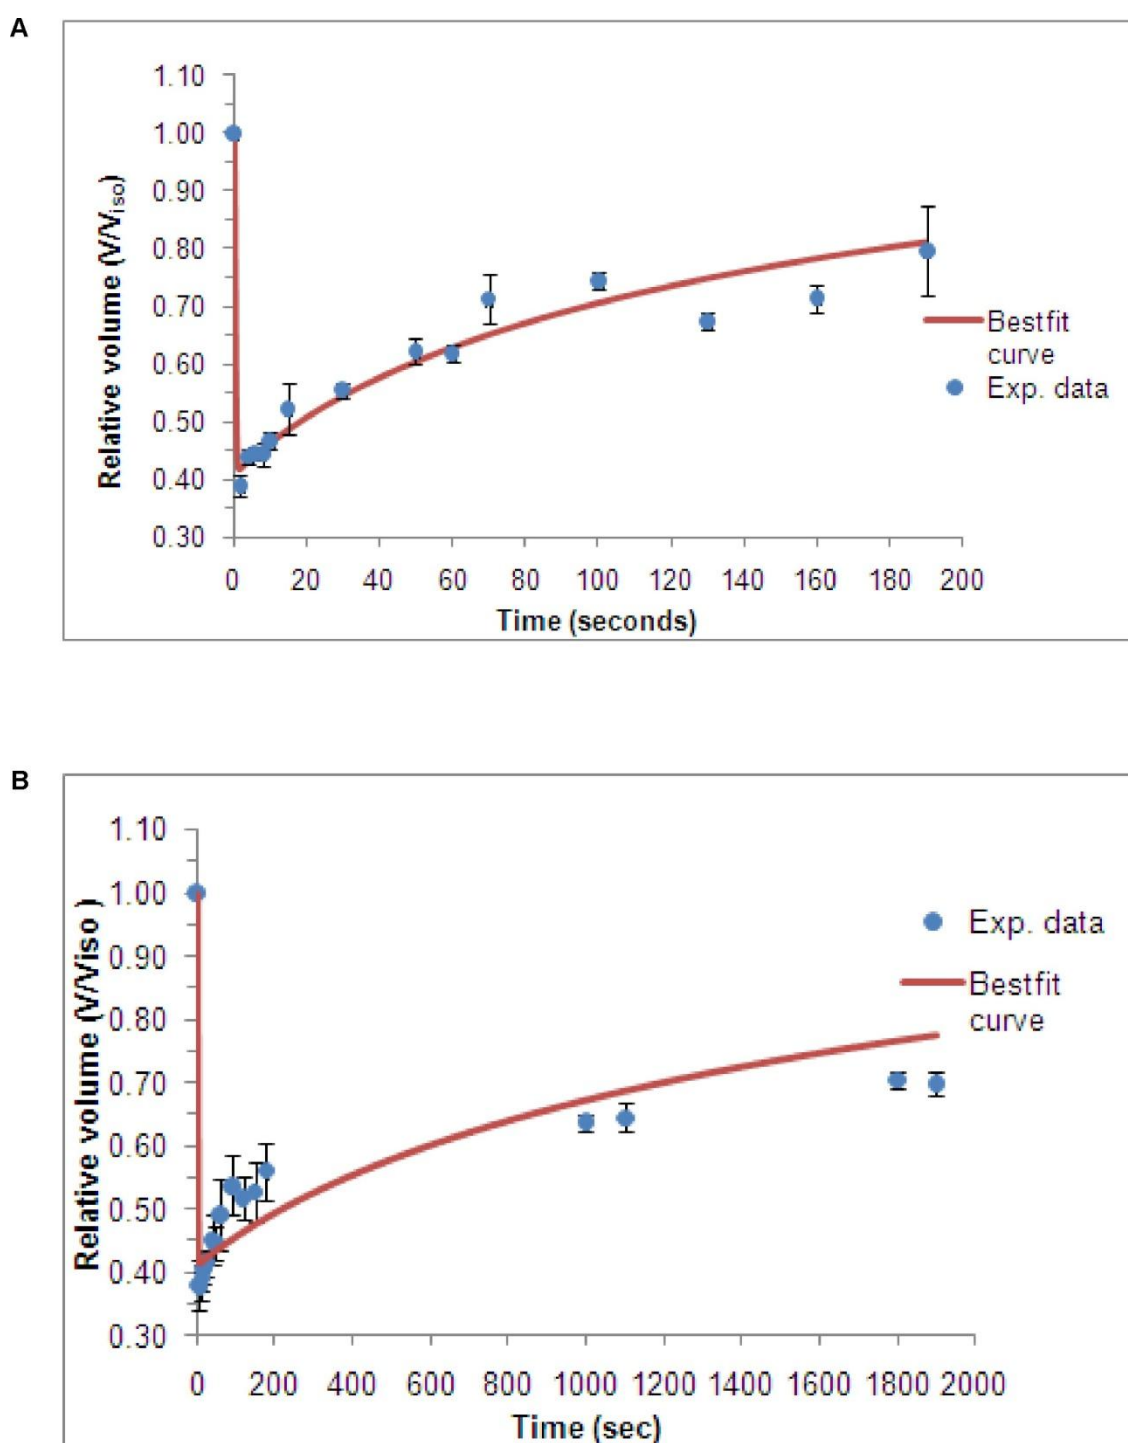 A
1.10
1.00
0.90
0.80
0.70
0.60
0.50
0.40
0.30
Relative volume (V/Viso)
0 20 40 60 80 100 120 140 160 180 200
Time (seconds)
Bestfit
curve
Exp. data
B
1.10
1.00
0.90
0.80
0.70
0.60
0.50
0.40
0.30
Relative volume (V/Viso )
0 200 400 600 800 1000 1200 1400 1600 1800 2000
Time (sec)
Exp. data
Bestfit
curve